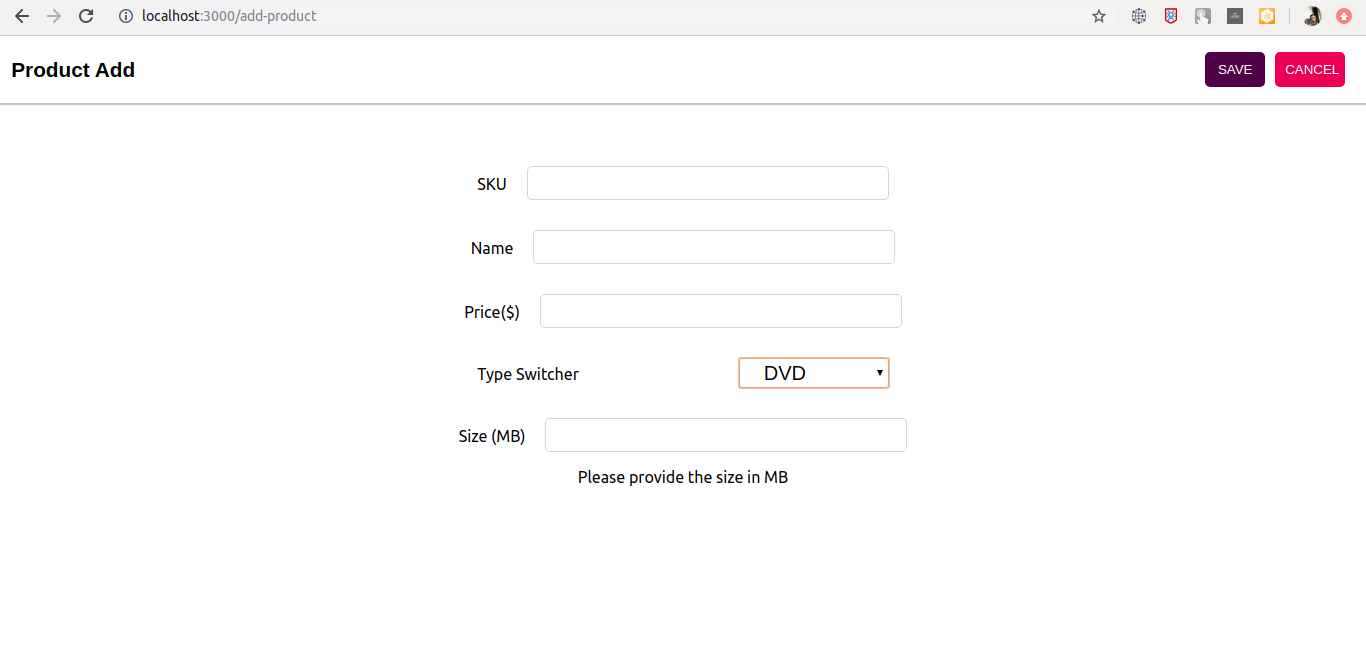 localhost:3000/add-product
Product Add
SAVE
CANCEL
SKU
Name
Price($)
Type Switcher
DVD
Size (MB)
Please provide the size in MB